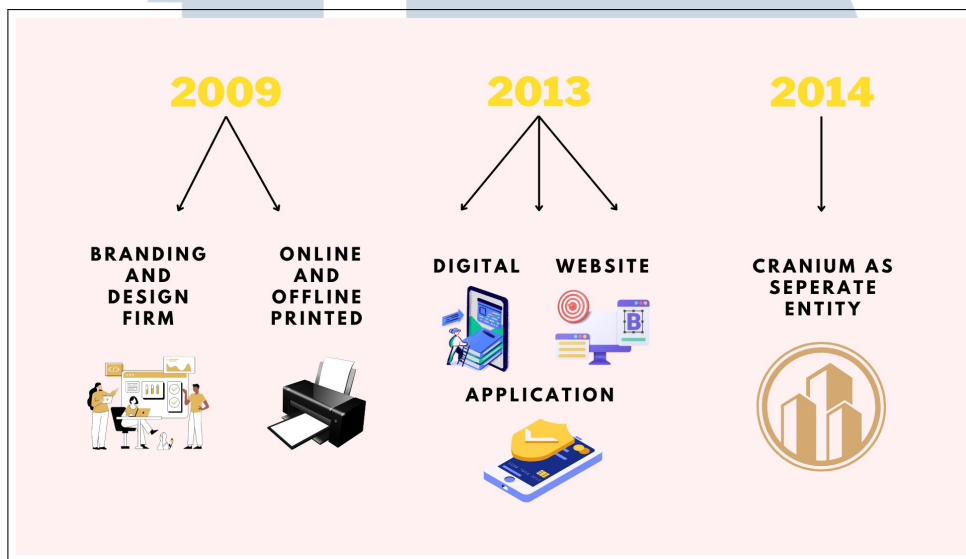 2009
2013
2014
BRANDING
AND
DESIGN
FIRM
ONLINE
AND
OFFLINE
PRINTED
DIGITAL
WEBSITE
APPLICATION
CRANIUM AS
SEPERATE
ENTITY
B